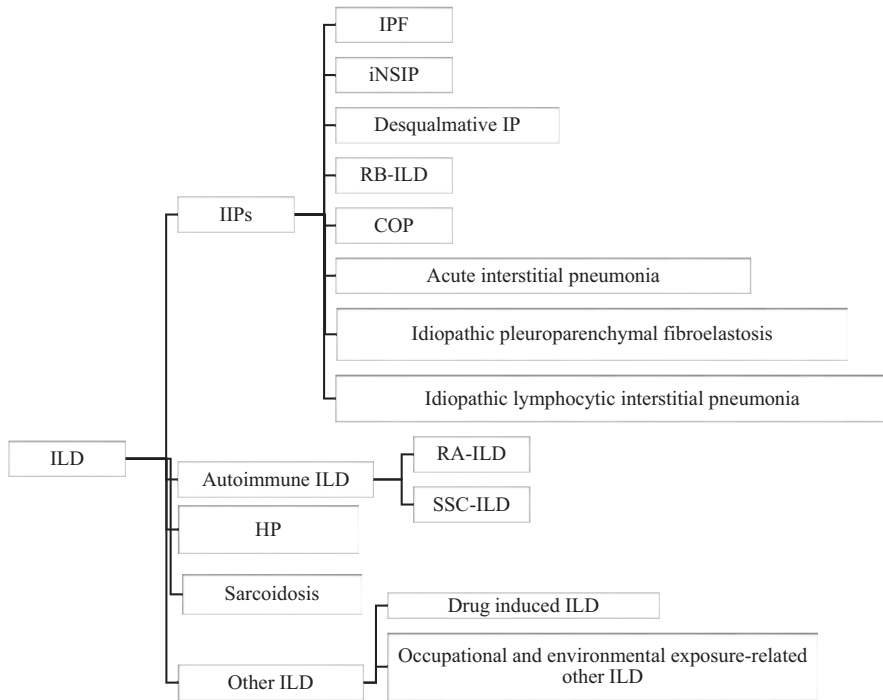 IPF
iNSIP
Desqualmative IP
RB-ILD
IIPs
COP
Acute interstitial pneumonia
Idiopathic pleuroparenchymal fibroelastosis
Idiopathic lymphocytic interstitial pneumonia
ILD
RA-ILD
Autoimmune ILD
SSC-ILD
HP
Sarcoidosis
Drug induced ILD
Other ILD
Occupational and environmental exposure-related
other ILD